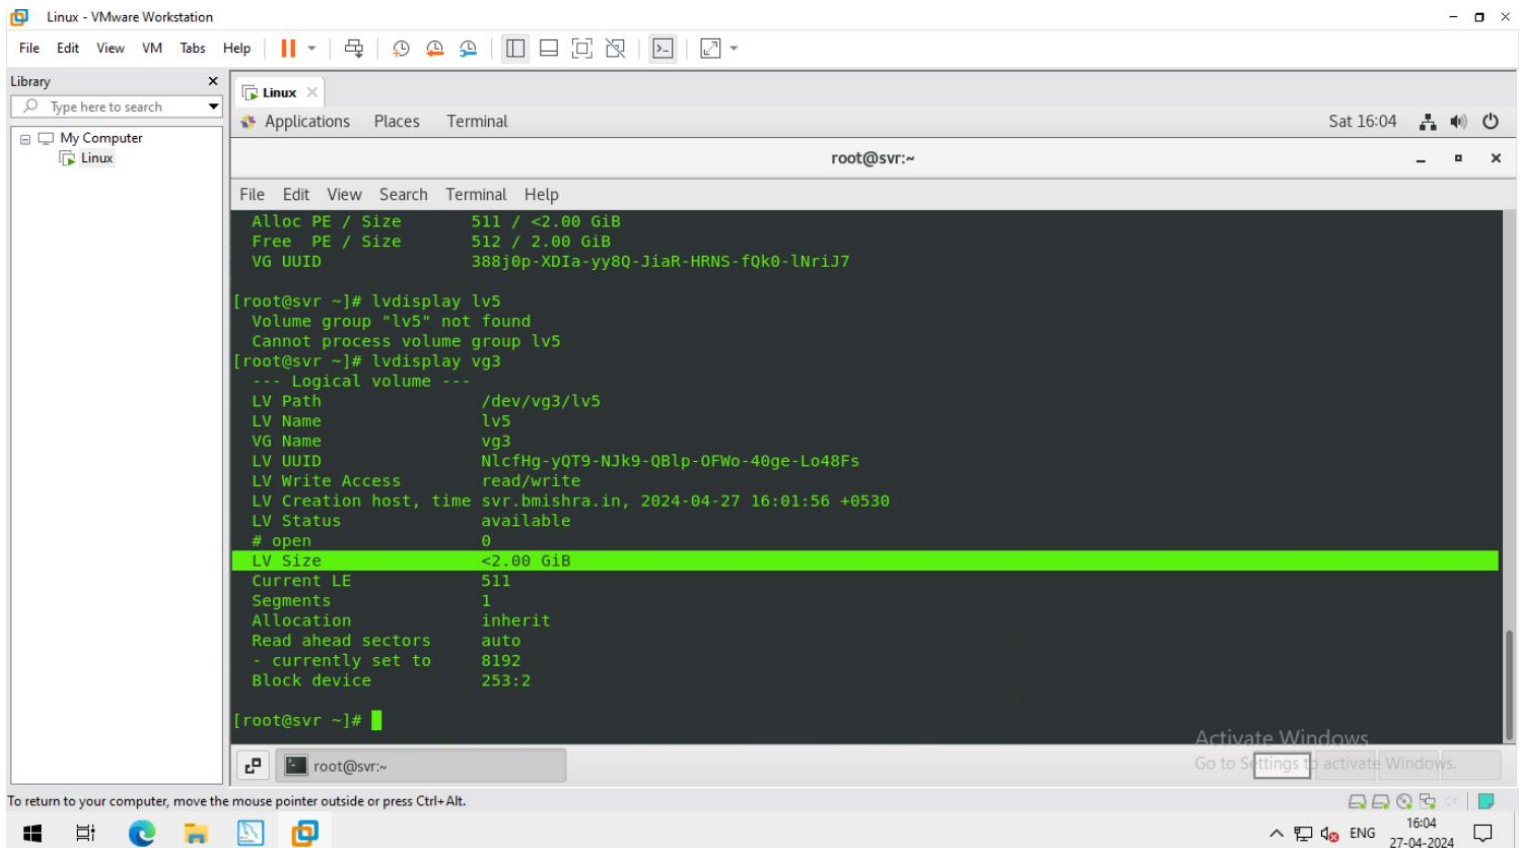 Linux - VMware Workstation
File Edit View VM Tabs Help
Library
Type here to search
My Computer
Linux
Linux
Applications Places Terminal
Sat 16:04
root@svr:~
File Edit View Search Terminal Help
Alloc PE / Size 511 / <2.00 GiB
Free PE / Size 512 / 2.00 GiB
VG UUID 388j0p-XDIa-yy8Q-JiaR-HRNS-fQk0-lNriJ7
[root@svr ~]# lvdisplay lv5
Volume group "lv5" not found
Cannot process volume group lv5
[root@svr ~]# lvdisplay vg3
--- Logical volume ---
LV Path /dev/vg3/lv5
LV Name lv5
VG Name vg3
LV UUID NlcfHg-yQT9-NJk9-QBlp-OFWo-40ge-Lo48Fs
LV Write Access read/write
LV Creation host, time svr.bmishra.in, 2024-04-27 16:01:56 +0530
LV Status available
# open 0
LV Size <2.00 GiB
Current LE 511
Segments 1
Allocation inherit
Read ahead sectors auto
- currently set to 8192
Block device 253:2
[root@svr ~]#
Activate Windows
Go to Settings to activate Windows.
root@svr:~
To return to your computer, move the mouse pointer outside or press Ctrl+Alt.
ENG
16:04
27-04-2024